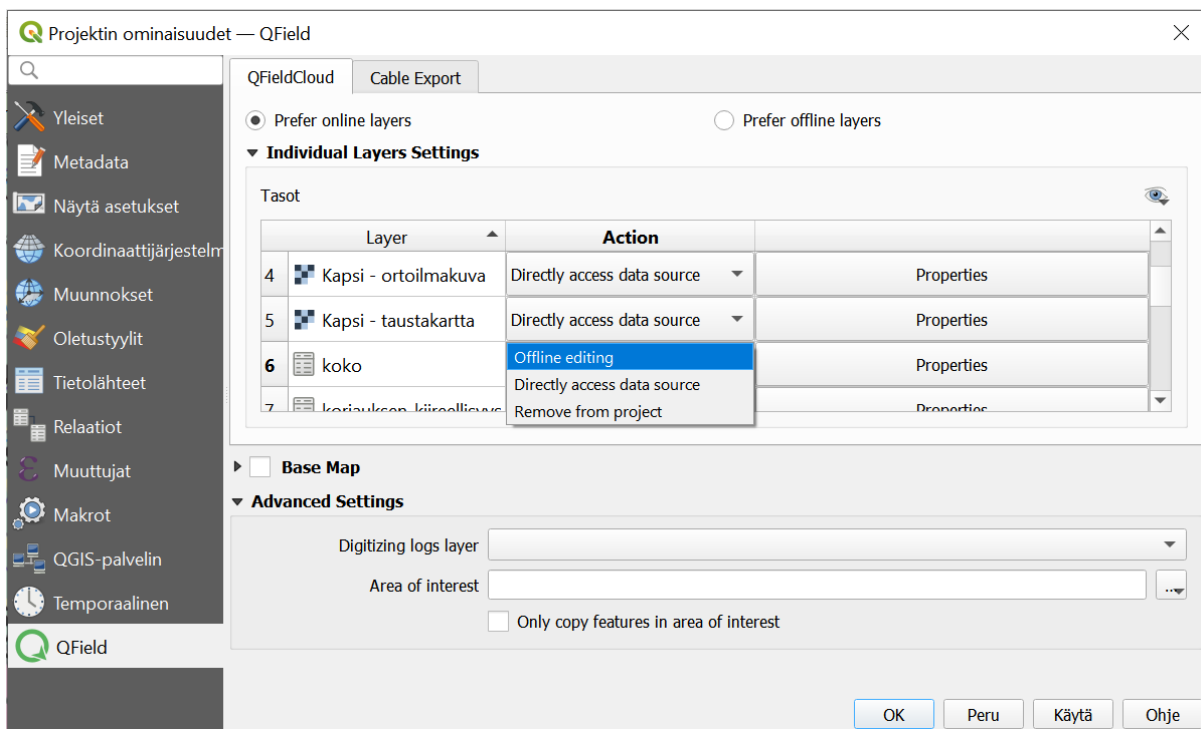 Projektin ominaisuudet — QField
QFieldCloud
Cable Export
Prefer online layers
Prefer offline layers
Individual Layers Settings
Tasot
Layer
Action
4
Kapsi - ortoilmakuva
Directly access data source
Properties
5
Kapsi - taustakartta
Directly access data source
Properties
6
koko
Properties
7
korjauksen kiireellisyys
Properties
Offline editing
Directly access data source
Remove from project
Base Map
Advanced Settings
Digitizing logs layer
Area of interest
...
Only copy features in area of interest
Yleiset
Metadata
Näytä asetukset
Koordinaattijärjestelm
Muunnokset
Oletustyylit
Tietolähteet
Relaatiot
Muuttujat
Makrot
QGIS-palvelin
Temporaalinen
QField
OK
Peru
Käytä
Ohje